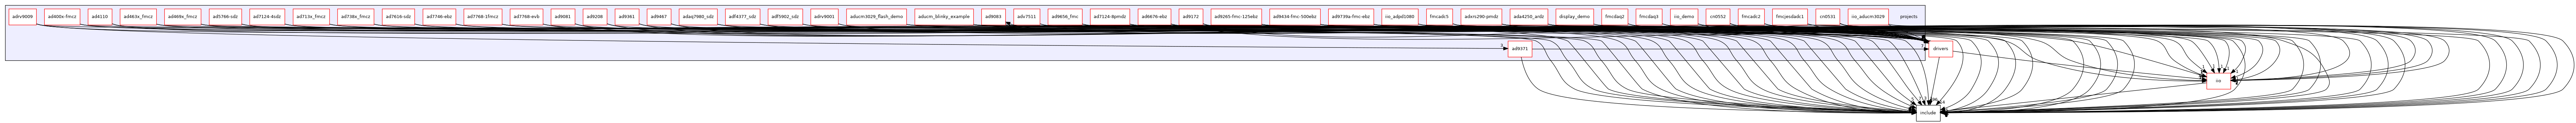 adrv9009 ad400x-fmcz ad4110 ad463x_fmcz ad469x_fmcz ad5766-sdz ad7124-4sdz ad713x_fmcz ad738x_fmcz ad7616-sdz ad7746-ebz ad7768-1fmcz ad7768-evb ad9081 ad9208 ad9361 ad9467 adaq7980_sdz adf4377_sdz adf5902_sdz adrv9001 aducm3029_flash_demo aducm_blinky_example ad9083 adv7511 ad9656_fmc ad7124-8pmdz ad6676-ebz ad9172 ad9265-fmc-125ebz ad9434-fmc-500ebz ad9739a-fmc-ebz iio_adpd1080 fmcadc5 adxrs290-pmdz ada4250_ardz display_demo fmcdaq2 fmcdaq3 iio_demo cn0552 fmcadc2 fmcjesdadc1 cn0531 iio_aducm3029 projects
ad9371 drivers
iio
include